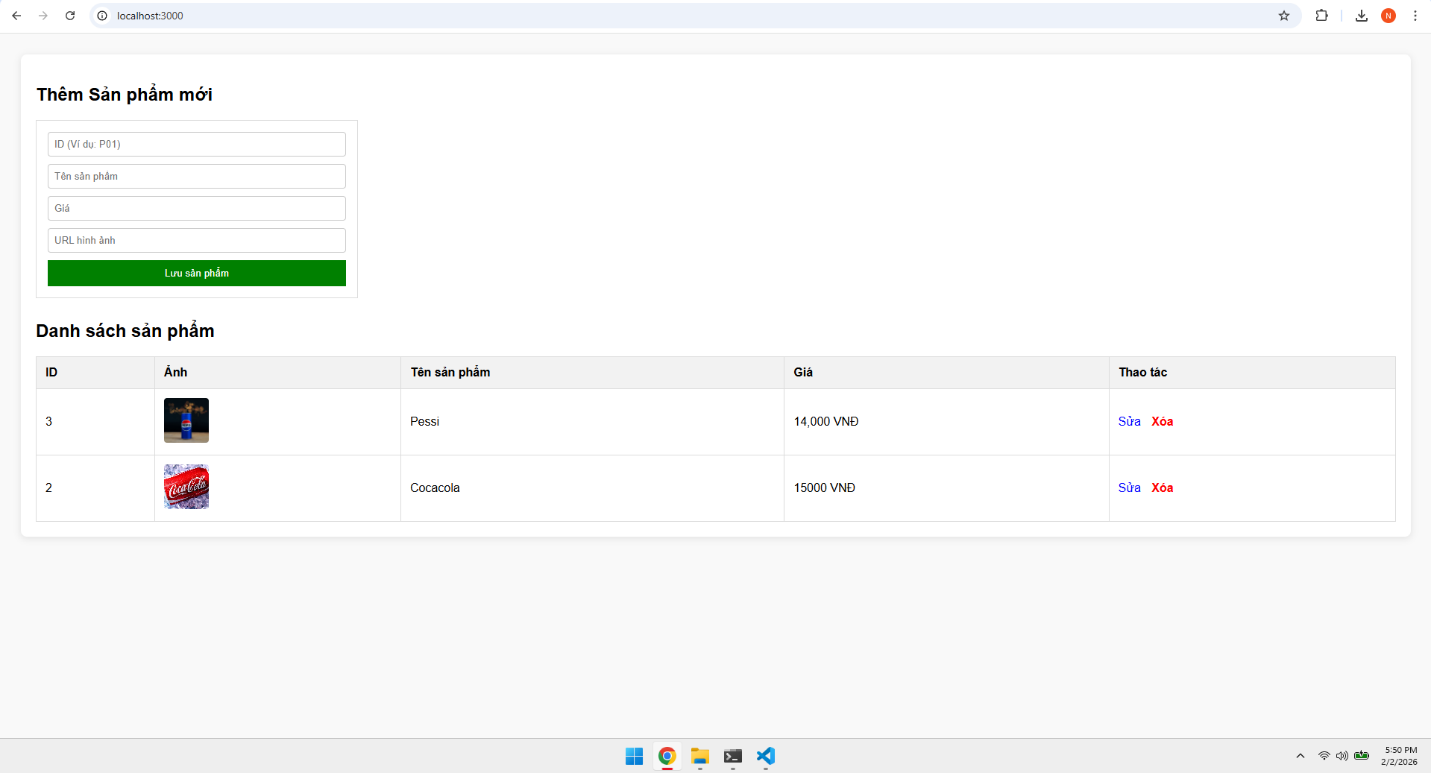 localhost:3000
N
Thêm Sản phẩm mới
ID (Ví dụ: P01)
Tên sản phẩm
Giá
URL hình ảnh
Lưu sản phẩm
Danh sách sản phẩm
ID Ảnh Tên sản phẩm Giá Thao tác
3 Pessi 14,000 VNĐ Sửa Xóa
2 Coca-Cola Cocacola 15000 VNĐ Sửa Xóa
5:50 PM
2/2/2026